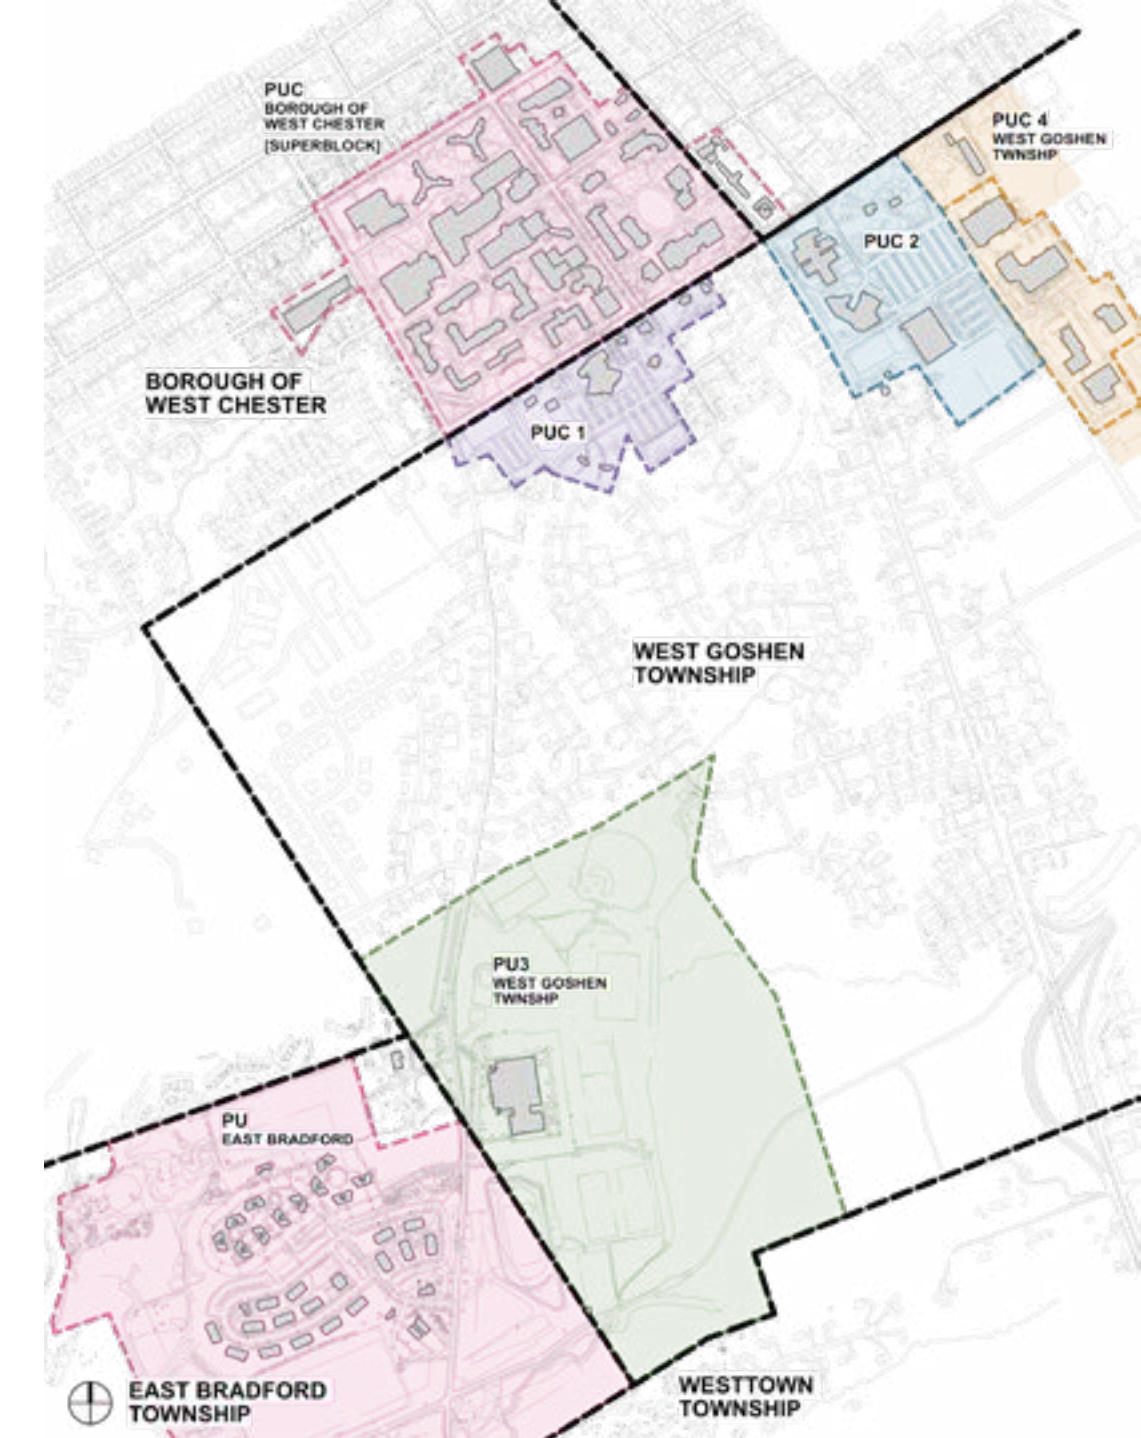 PUC
BOROUGH OF
WEST CHESTER
[SUPERBLOCK]
PUC 4
WEST GOSHEN
TWNSHP
PUC 2
BOROUGH OF
WEST CHESTER
PUC 1
WEST GOSHEN
TOWNSHIP
PU3
WEST GOSHEN
TWNSHP
PU
EAST BRADFORD
EAST BRADFORD
TOWNSHIP
WESTTOWN
TOWNSHIP